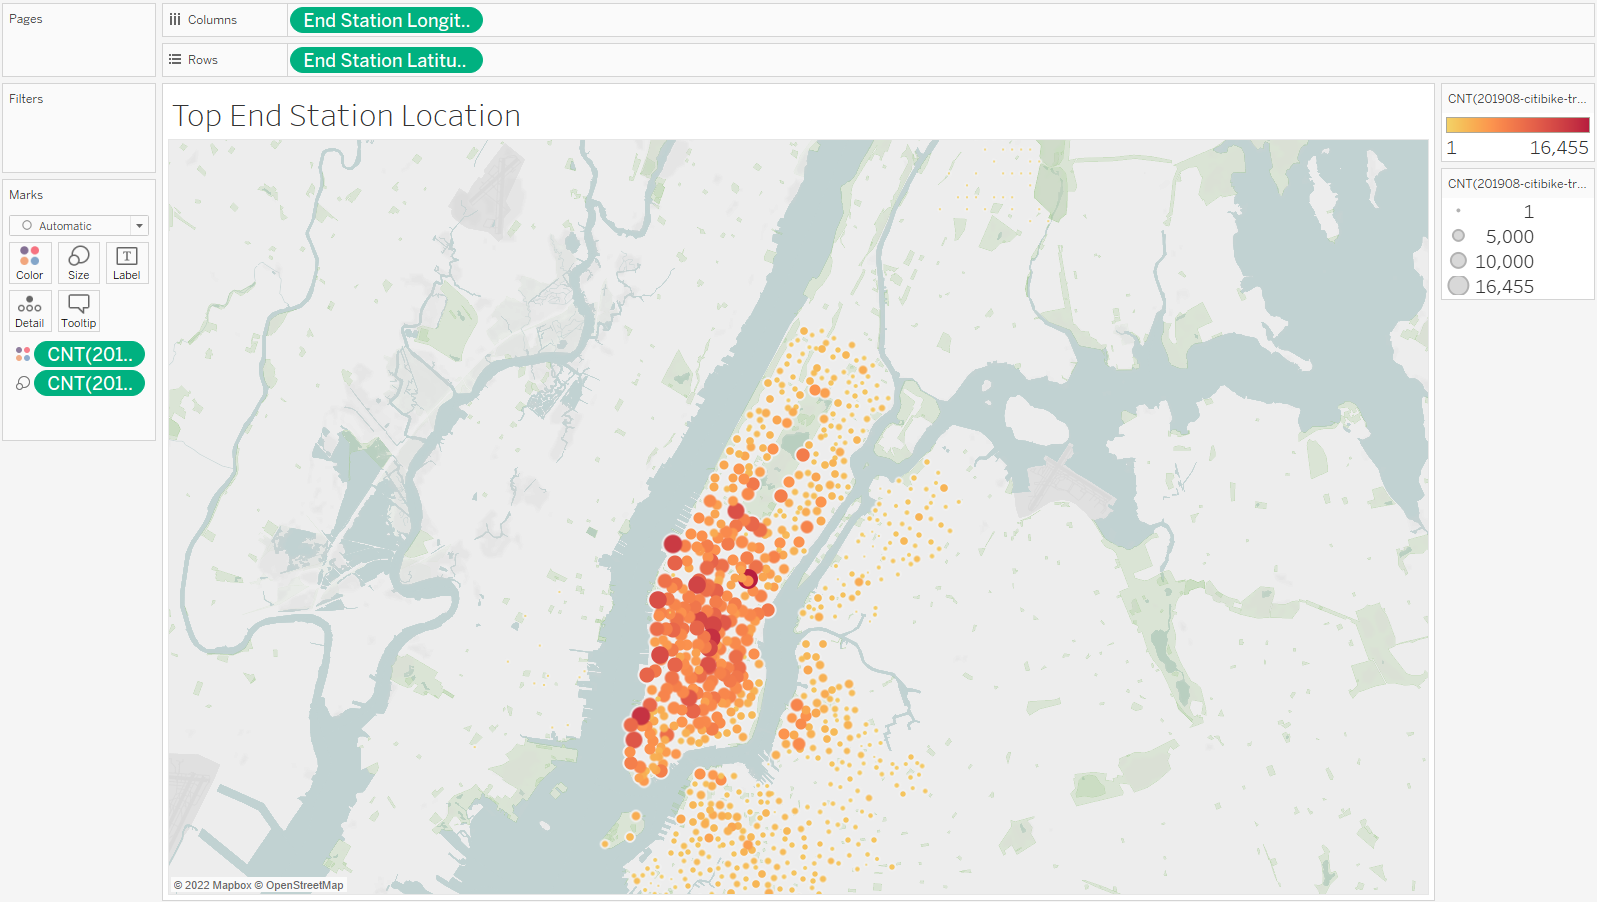 Pages
Columns
End Station Longit..
Rows
End Station Latitu..
Filters
Marks
Automatic
Color
Size
T
Label
Detail
Tooltip
CNT(201..
CNT(201..
Top End Station Location
© 2022 Mapbox © OpenStreetMap
CNT(201908-citibike-tr...
1 16,455
CNT(201908-citibike-tr...
1
5,000
10,000
16,455